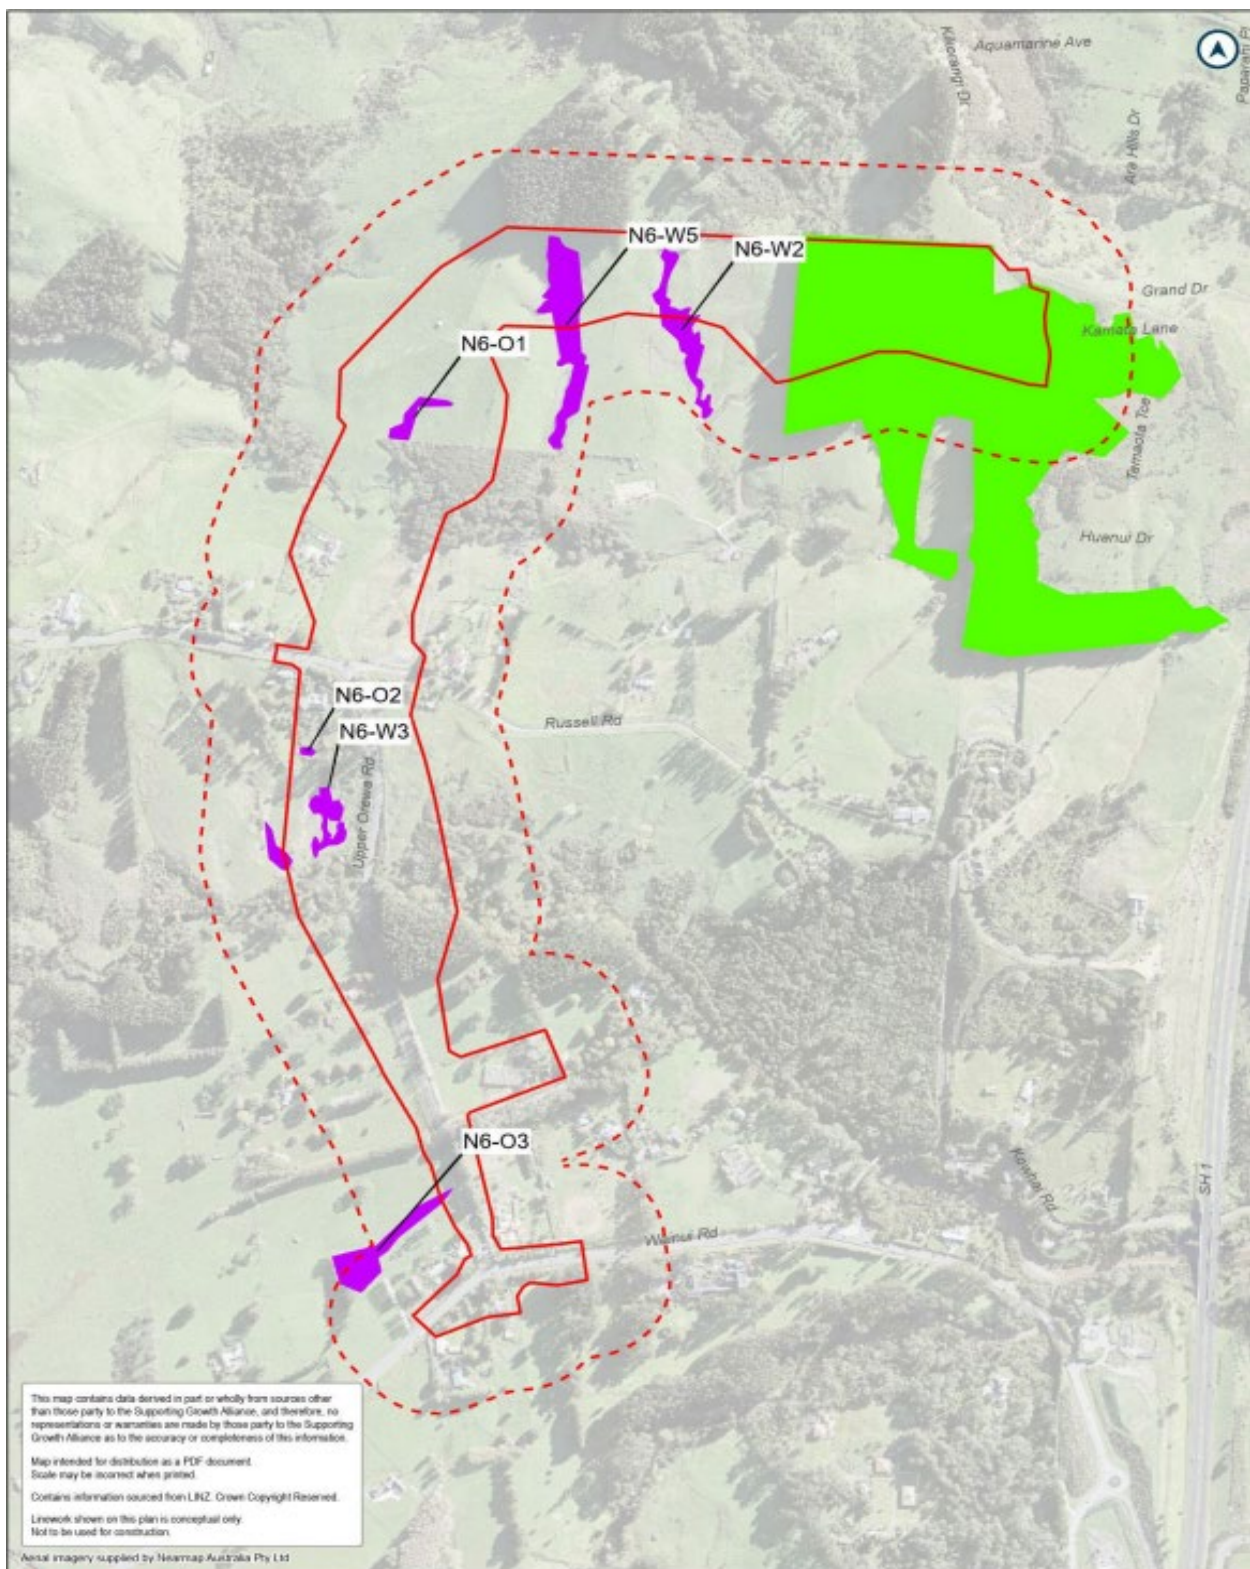 Kikorangi Dr
Aquamarine Ave
Paparahi Pl
Ara Hills Dr
N6-W5
N6-W2
Grand Dr
Kamata Lane
N6-O1
Temaota Tce
Huanui Dr
N6-O2
Russell Rd
N6-W3
Upper Orewa Rd
N6-O3
Kowhai Rd
SH 1
Wainui Rd
This map contains data derived in part or wholly from sources other
than those party to the Supporting Growth Alliance, and therefore, no
representations or warranties are made by those party to the Supporting
Growth Alliance as to the accuracy or completeness of this information.
Map intended for distribution as a PDF document.
Scale may be incorrect when printed.
Contains information sourced from LINZ. Crown Copyright Reserved.
Linework shown on this plan is conceptual only.
Not to be used for construction.
Aerial imagery supplied by Nearmap Australia Pty Ltd